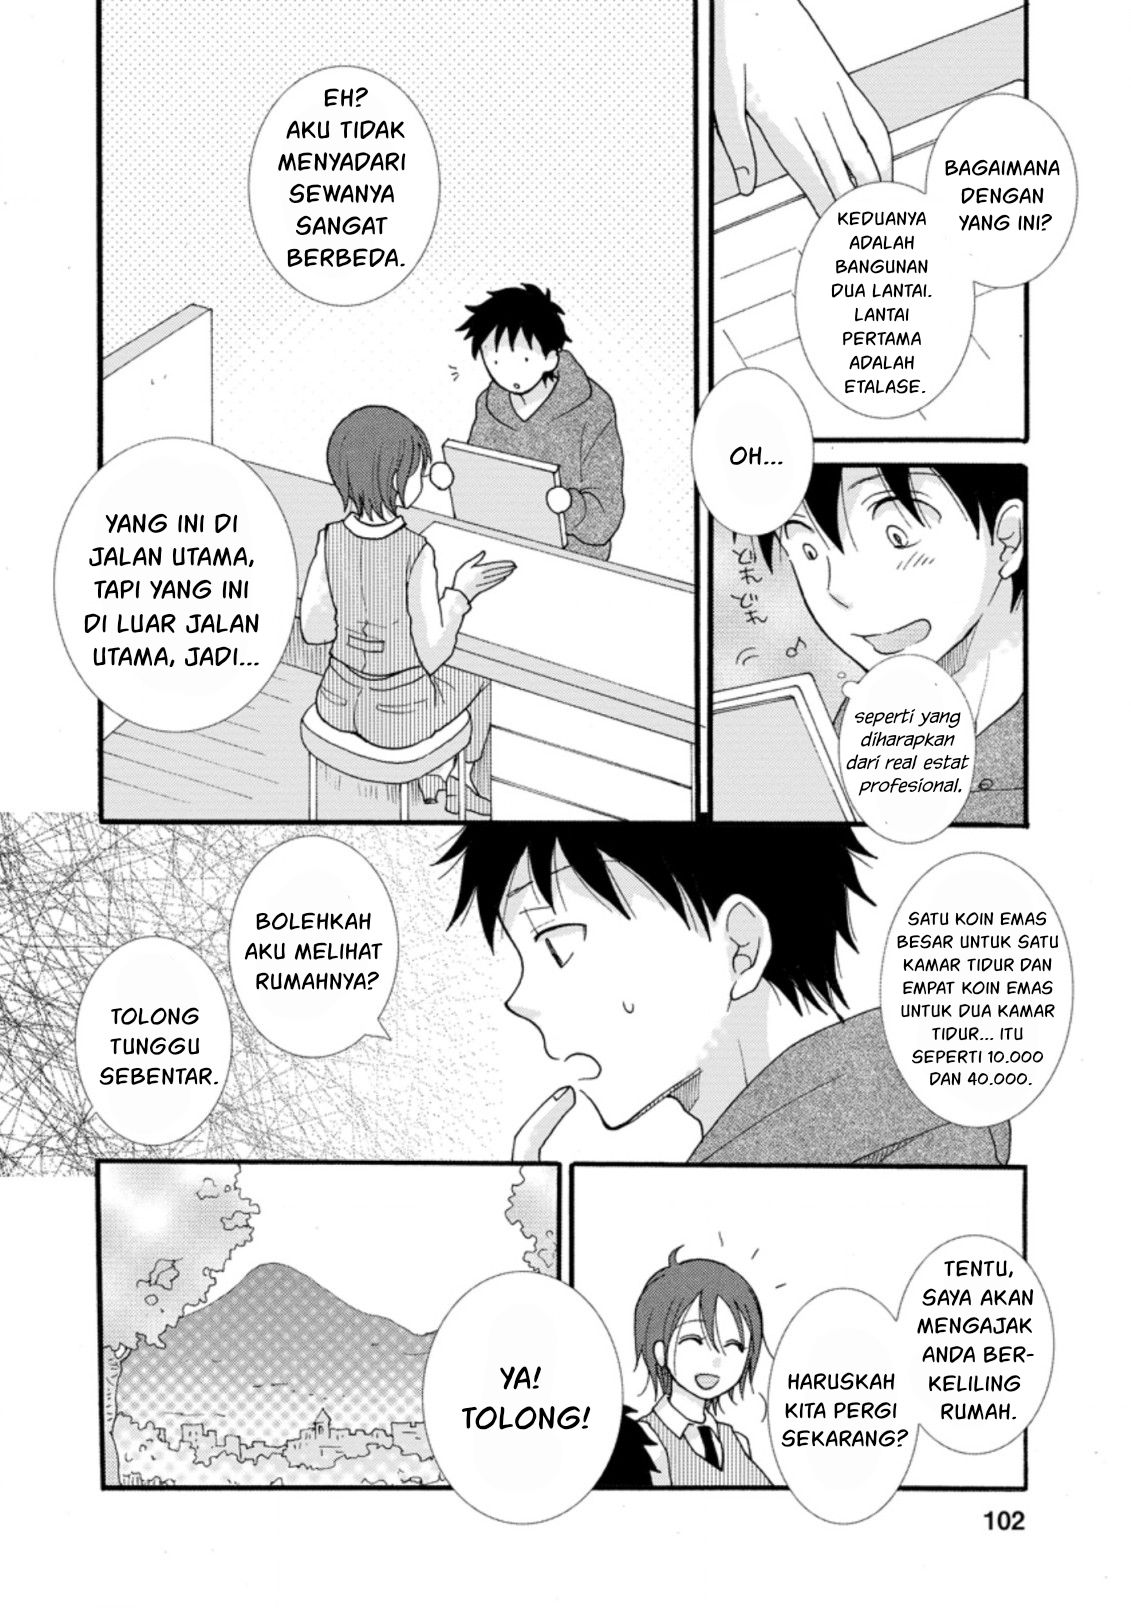 BAGAIMANA
DENGAN
YANG INI?
KEDUANYA
ADALAH
BANGUNAN
DUA LANTAI.
LANTAI
PERTAMA
ADALAH
ETALASE.
OH...
どれどれ
seperti yang
diharapkan
dari real estat
profesional.
EH?
AKU TIDAK
MENYADARI
SEWANYA
SANGAT
BERBEDA.
YANG INI DI
JALAN UTAMA,
TAPI YANG INI
DI LUAR JALAN
UTAMA, JADI...
SATU KOIN EMAS
BESAR UNTUK SATU
KAMAR TIDUR DAN
EMPAT KOIN EMAS
UNTUK DUA KAMAR
TIDUR... ITU
SEPERTI 10.000
DAN 40.000.
BOLEHKAH
AKU MELIHAT
RUMAHNYA?
TOLONG
TUNGGU
SEBENTAR.
TENTU,
SAYA AKAN
MENGAJAK
ANDA BER-
KELILING
RUMAH.
HARUSKAH
KITA PERGI
SEKARANG?
YA!
TOLONG!
102